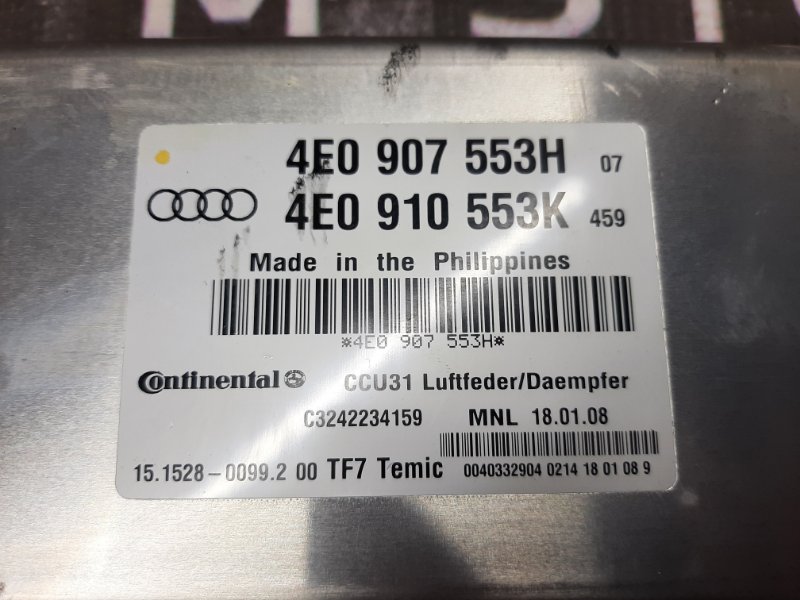 4E0 907 553H 07
4E0 910 553K 459
Made in the Philippines
*4E0 907 553H*
Continental CCU31 Luftfeder/Daempfer
C3242234159 MNL 18.01.08
15.1528-0099.2 00 TF7 Temic 0040332904 0214 18 01 08 9